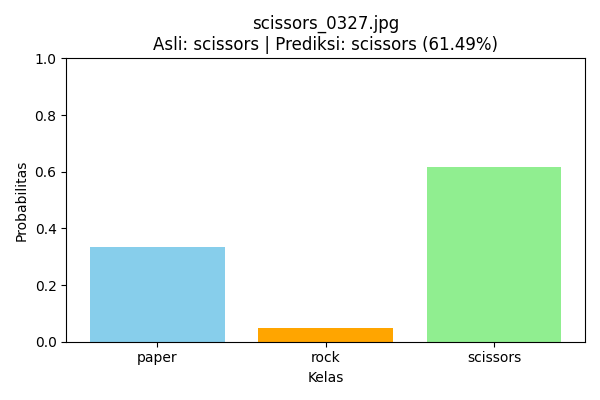 scissors_0327.jpg
Asli: scissors | Prediksi: scissors (61.49%)
1.0
0.8
0.6
0.4
0.2
0.0
Probabilitas
paper
rock
scissors
Kelas